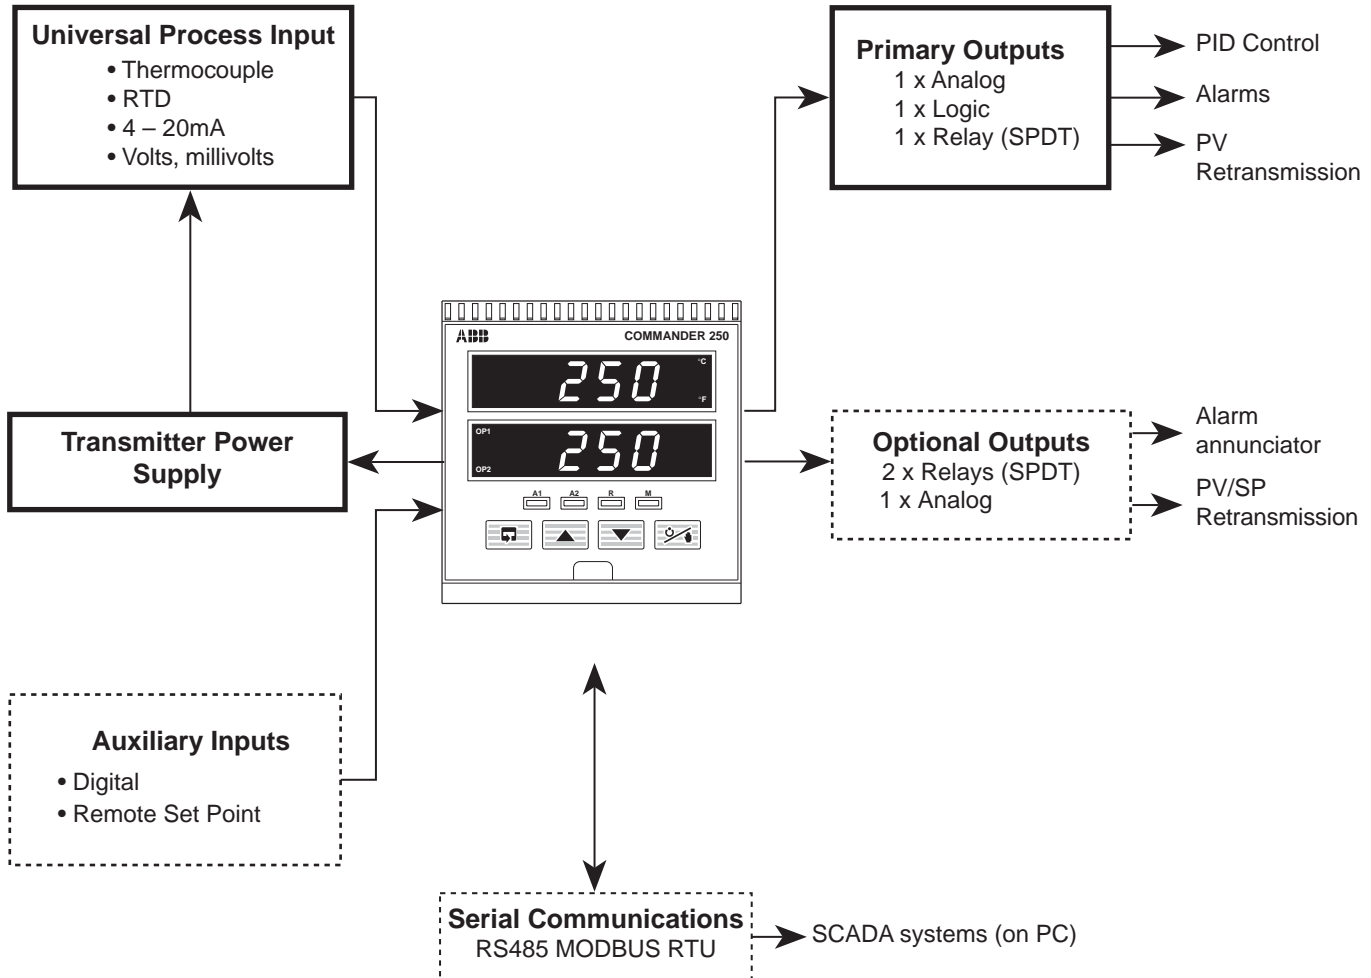 Universal Process Input
• Thermocouple
• RTD
• 4 – 20mA
• Volts, millivolts
Primary Outputs
1 x Analog
1 x Logic
1 x Relay (SPDT)
PID Control
Alarms
PV
Retransmission
ABB
COMMANDER 250
250
°C
°F
OP1
OP2
250
A1 A2 R M
Transmitter Power
Supply
Optional Outputs
2 x Relays (SPDT)
1 x Analog
Alarm
annunciator
PV/SP
Retransmission
Auxiliary Inputs
• Digital
• Remote Set Point
Serial Communications
RS485 MODBUS RTU
SCADA systems (on PC)